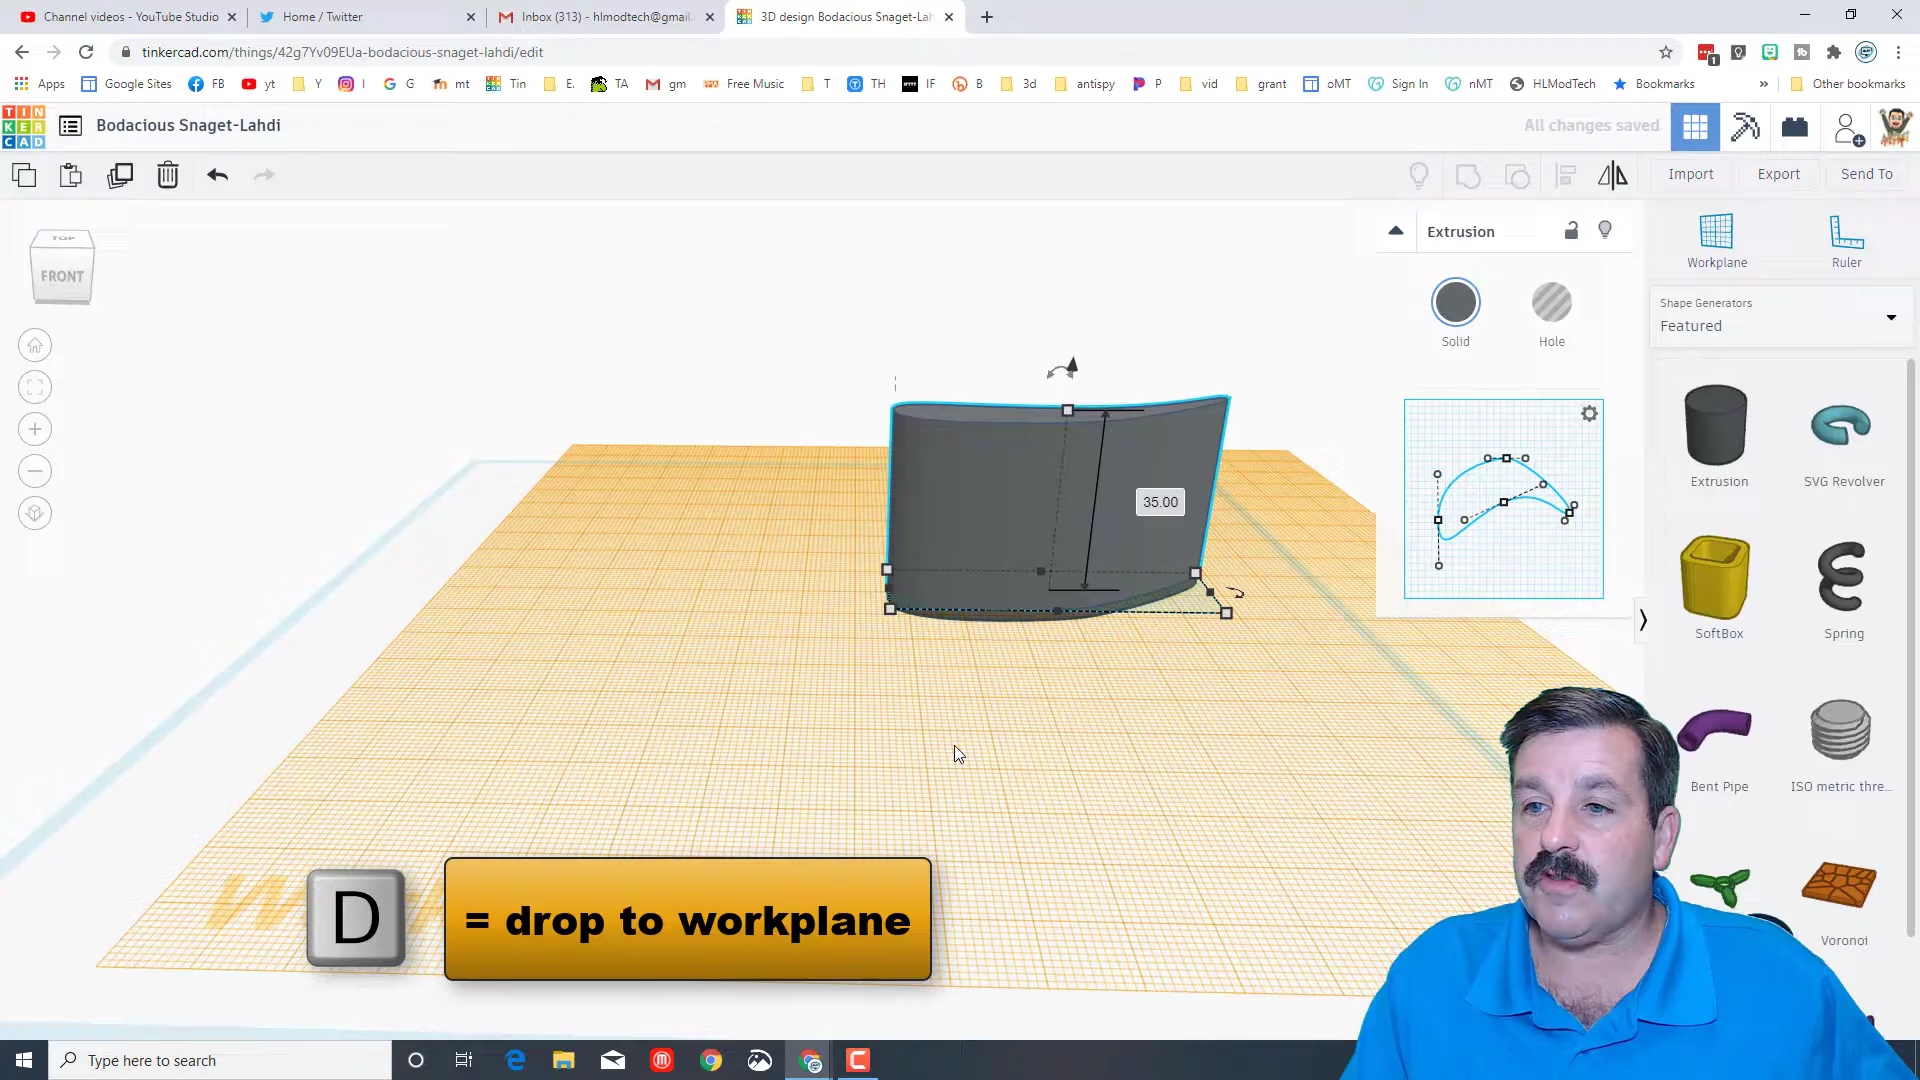 Channel videos - YouTube Studio
Home / Twitter
Inbox (313) - hlmodtech@gmail.
3D design Bodacious Snaget-Lah
tinkercad.com/things/42g7Yv09EUa-bodacious-snaget-lahdi/edit
1
Apps
Google Sites
FB
yt
Y
I
G
mt
Tin
E.
TA
gm
Free Music
T
TH
IF
B
3d
antispy
P
vid
grant
oMT
Sign In
nMT
HLModTech
Bookmarks
»
Other bookmarks
TIN
KER
CAD
Bodacious Snaget-Lahdi
All changes saved
Import
Export
Send To
TOP
FRONT
Extrusion
Solid
Hole
35.00
Workplane
Ruler
Shape Generators
Featured
Extrusion
SVG Revolver
SoftBox
Spring
Bent Pipe
ISO metric thre...
Voronoi
D
= drop to workplane
Type here to search